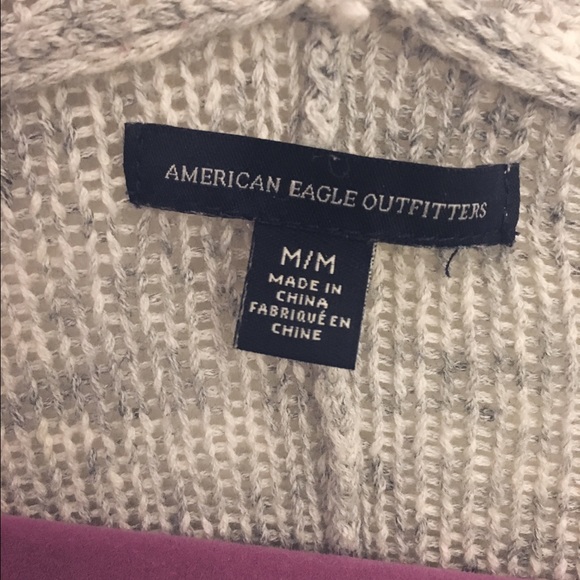 AMERICAN EAGLE OUTFITTERS
M/M
MADE IN
CHINA
FABRIQUÉ EN
CHINE